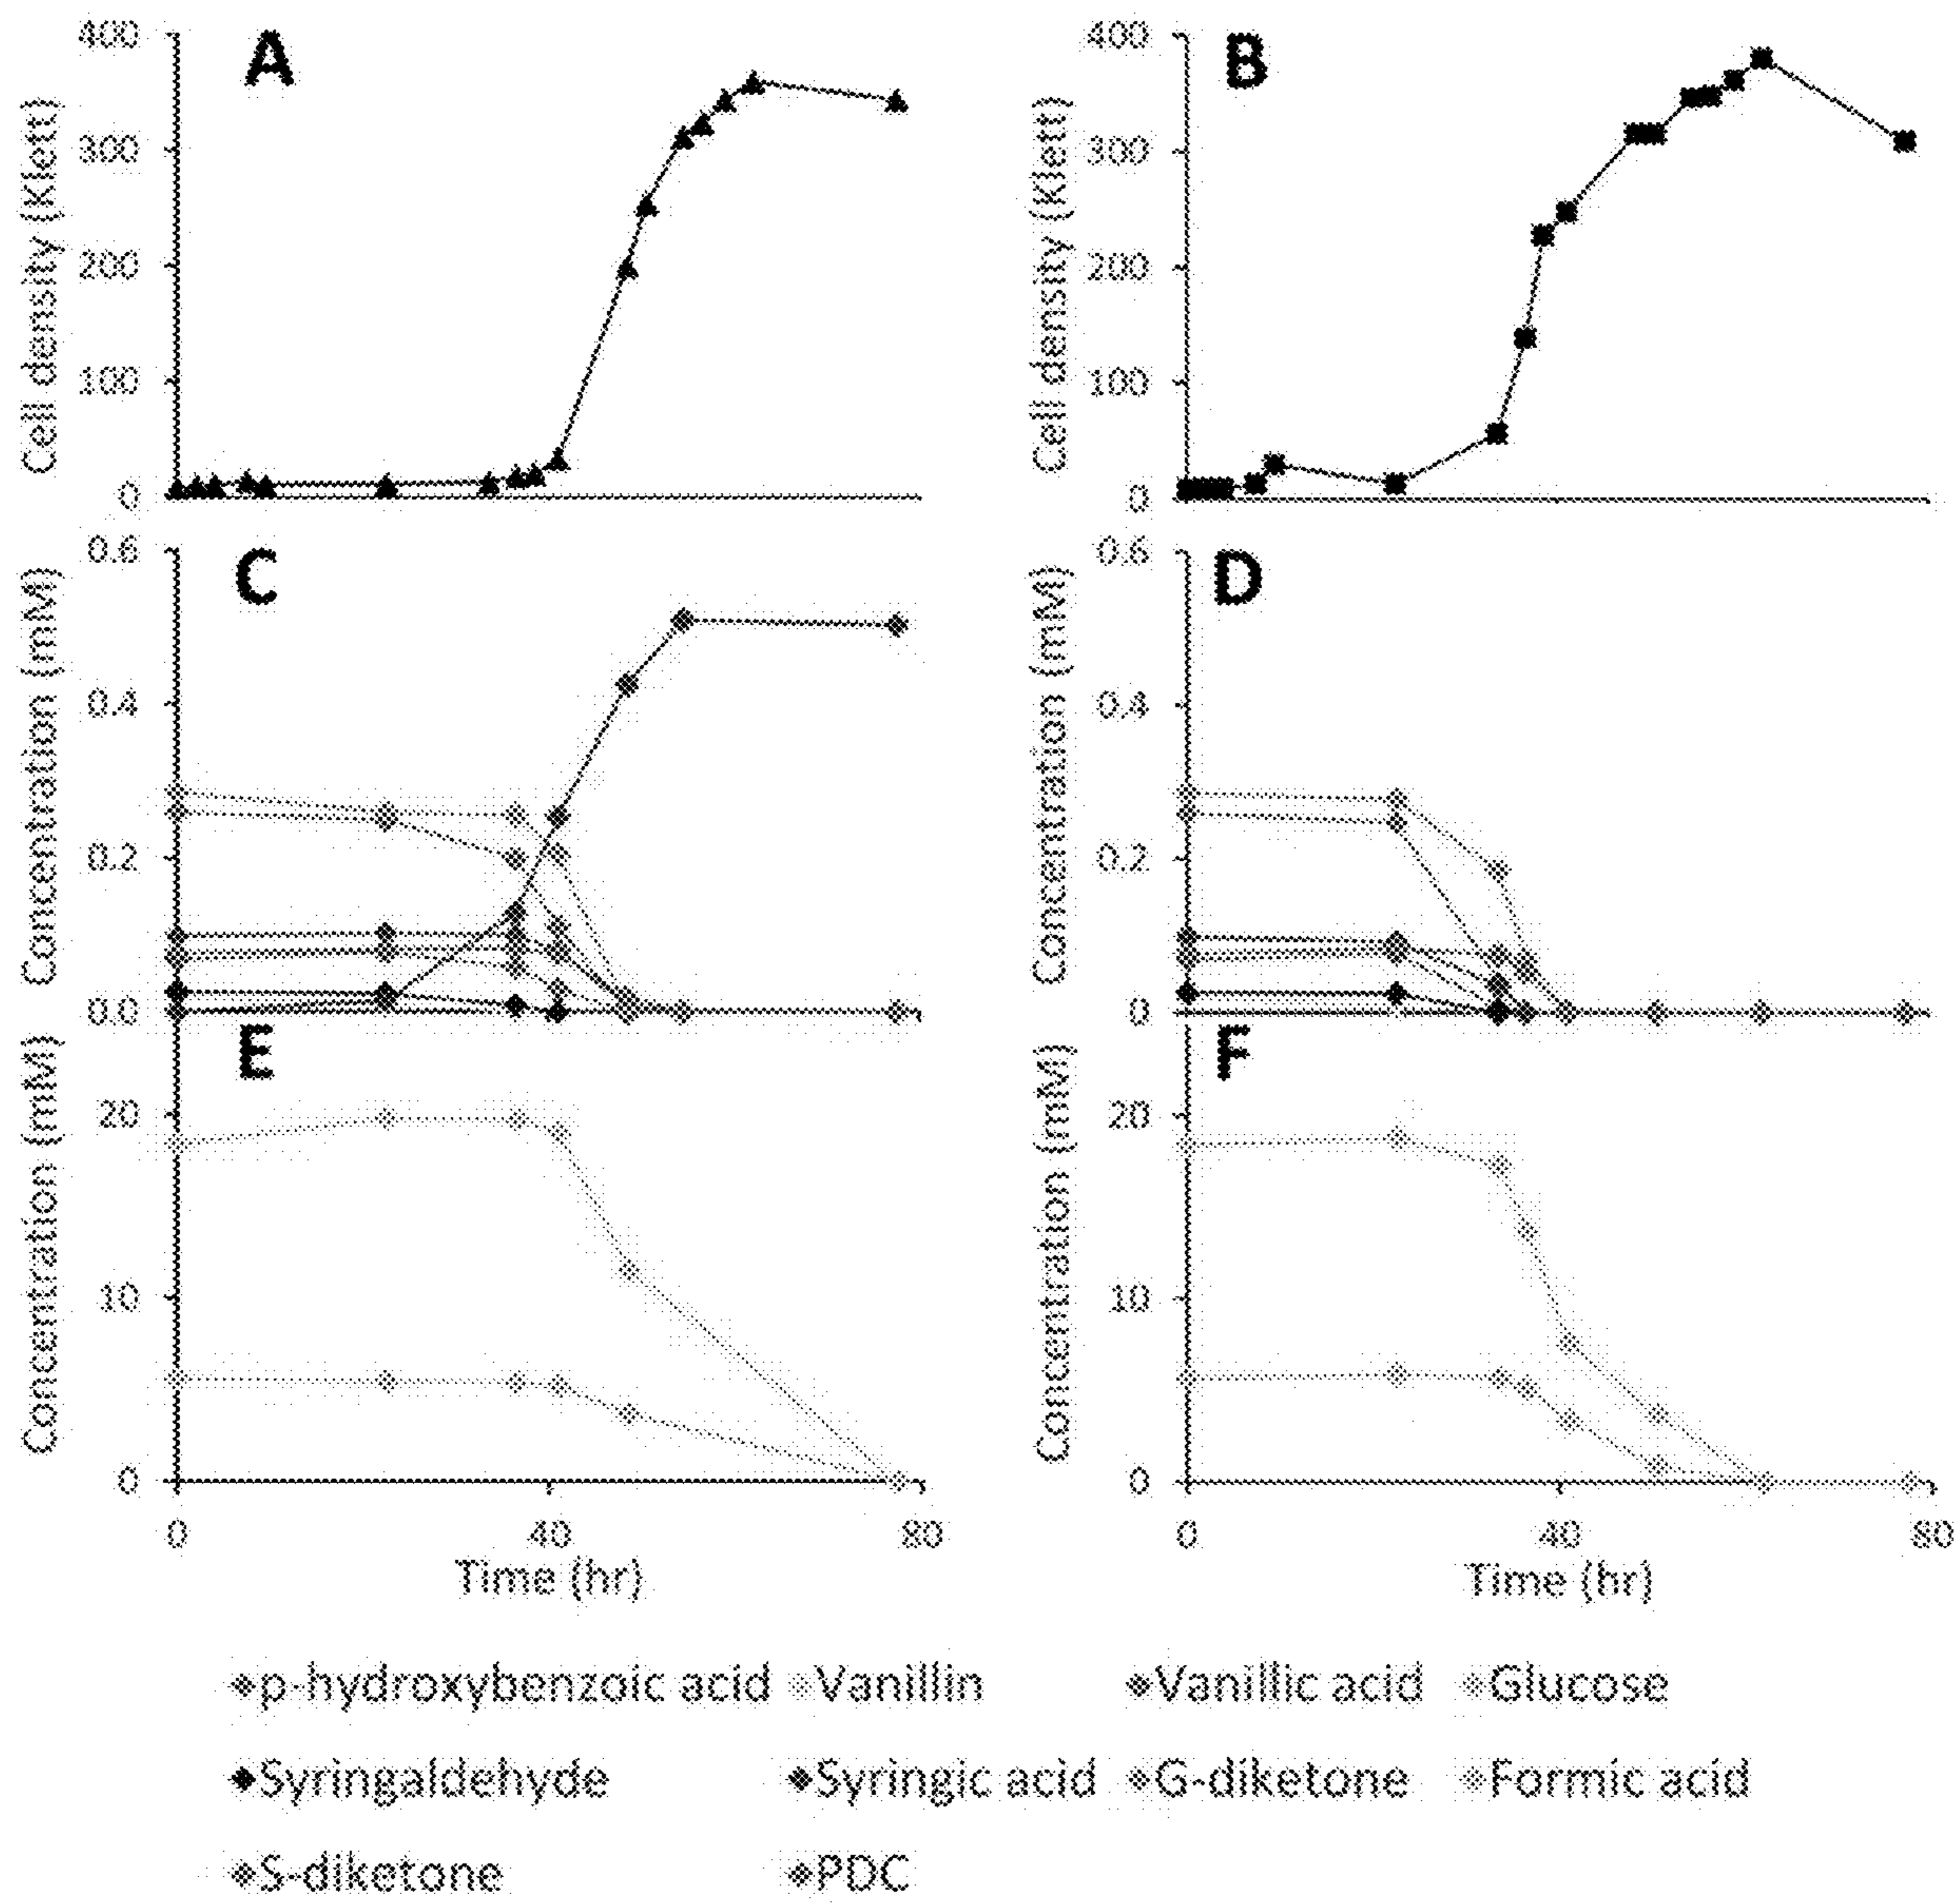 A
B
Cell density (Klett)
400
300
200
100
0
Cell density (Klett)
400
300
200
100
0
C
D
Concentration (mM)
0.6
0.4
0.2
0.0
Concentration (mM)
0.6
0.4
0.2
0
E
F
Concentration (mM)
20
10
0
Concentration (mM)
20
10
0
0 40 80
0 40 80
Time (hr)
Time (hr)
p-hydroxybenzoic acid Vanillin Vanillic acid Glucose
Syringaldehyde Syringic acid G-diketone Formic acid
S-diketone PDC